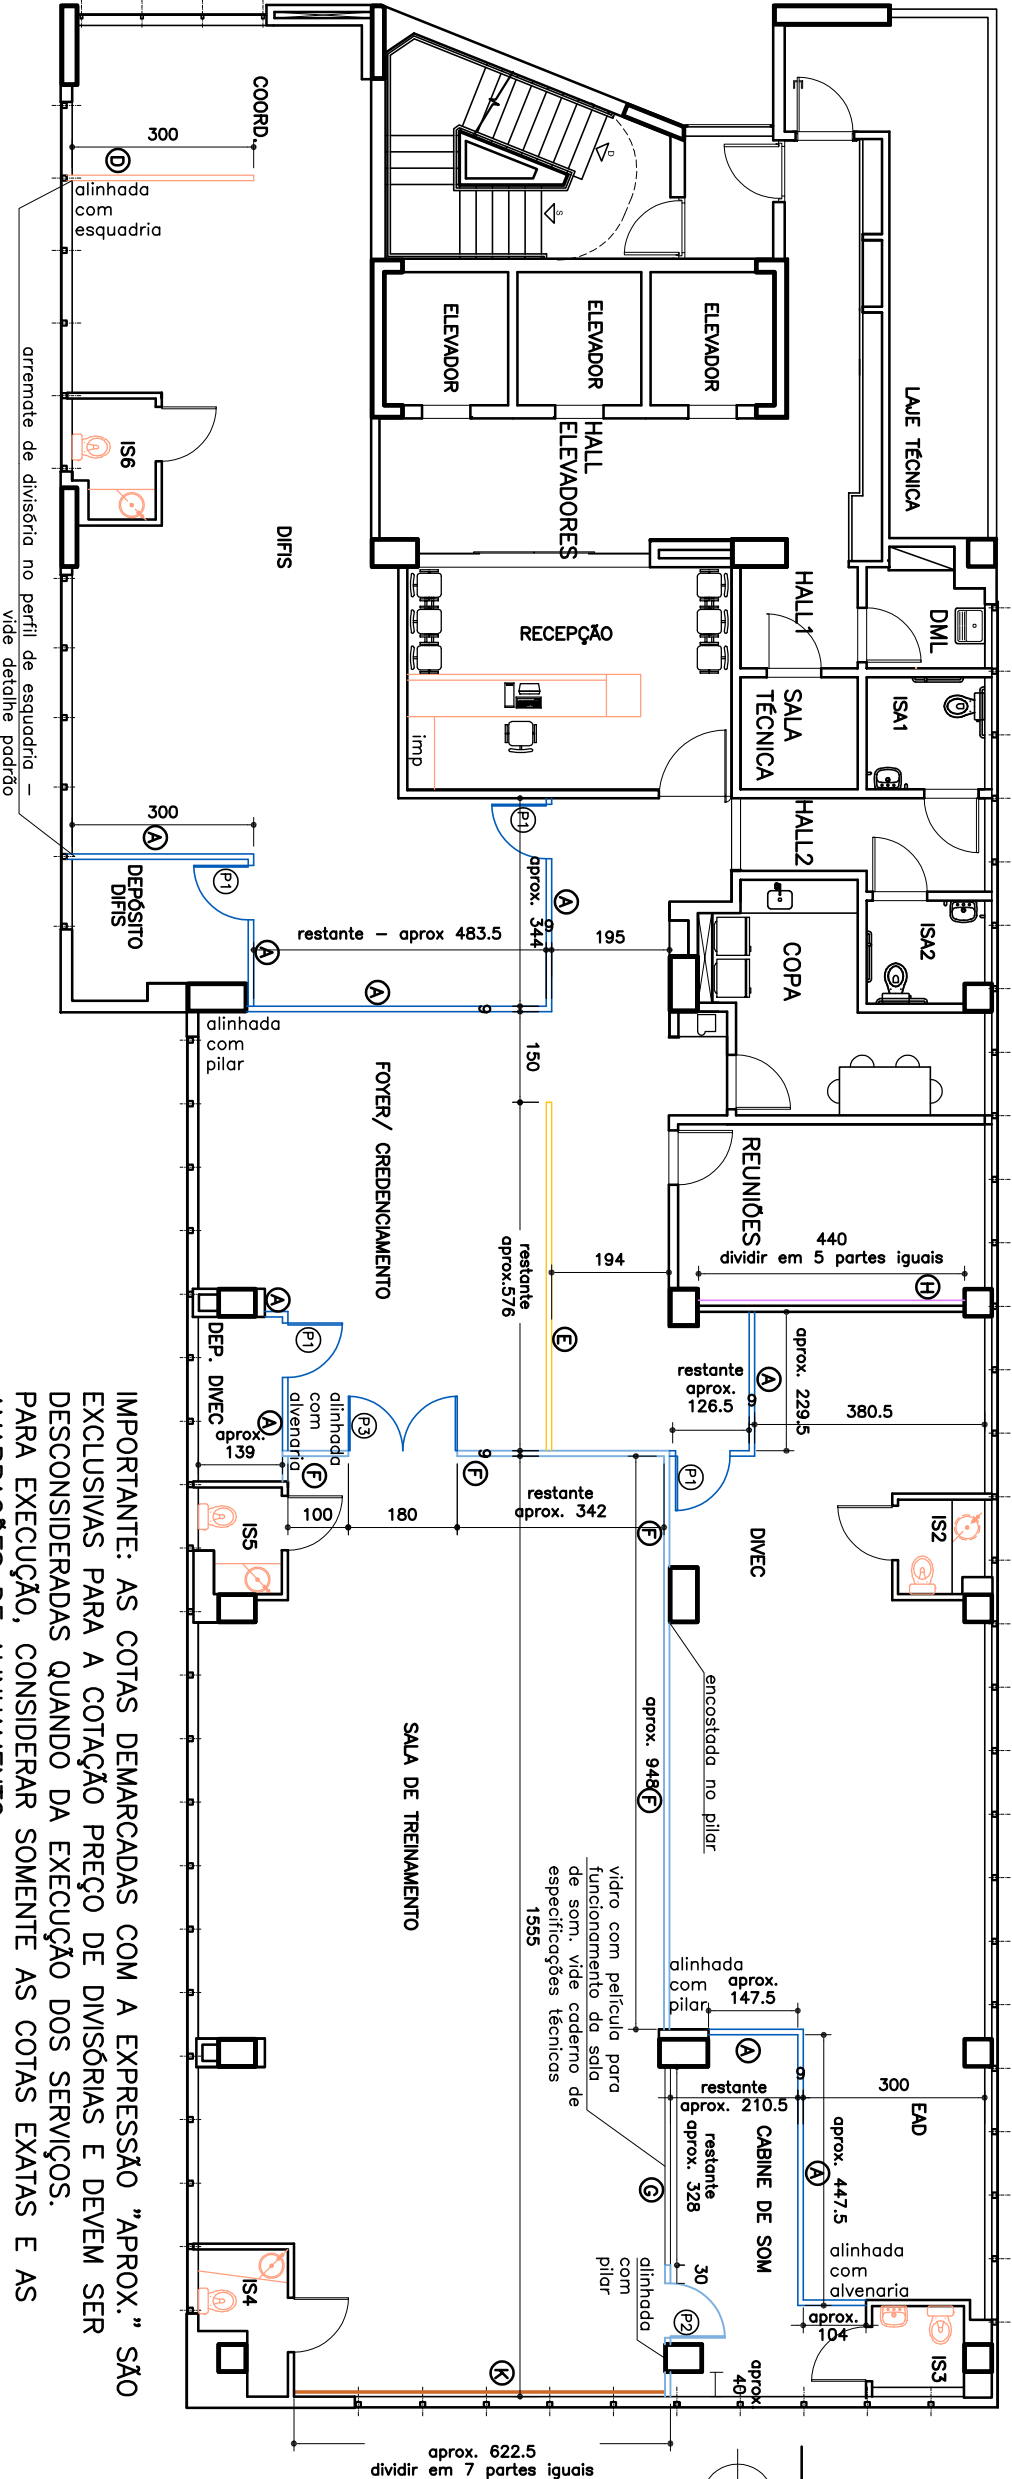 COORD.
300
D
alinhada
com
esquadria
arremate de divisória no perfil de esquadria –
vide detalhe padrão
D
S
ELEVADOR
ELEVADOR
ELEVADOR
HALL
ELEVADORES
LAJE TÉCNICA
IS6
DIFIS
RECEPÇÃO
imp
HALL1
DML
SALA
TÉCNICA
ISA1
HALL2
ISA2
COPA
300
A
P1
DEPÓSITO
DIFIS
A
P1
aprox. 344
A
9
restante – aprox 483.5
195
A
9
alinhada
com
pilar
150
FOYER/ CREDENCIAMENTO
REUNIÕES
440
dividir em 5 partes iguais
H
194
restante
aprox.576
E
A
P1
DEP. DIVEC
A
aprox.
139
alinhada
com
alvenaria
F
P3
9
F
100
180
restante
aprox. 342
restante
aprox.
126.5
A
9
aprox. 229.5
380.5
P1
F
DIVEC
IS2
IS5
encostada no pilar
aprox. 948
F
SALA DE TREINAMENTO
1555
vidro com película para
funcionamento da sala
de som. vide caderno de
especificações técnicas
alinhada
com
pilar
aprox.
147.5
A
9
restante
aprox. 210.5
300
EAD
CABINE DE SOM
restante
aprox. 328
G
A
aprox. 447.5
alinhada
com
alvenaria
aprox.
104
30
alinhada
com
pilar
P2
IS3
aprox
40
IS4
K
aprox. 622.5
dividir em 7 partes iguais
IMPORTANTE: AS COTAS DEMARCADAS COM A EXPRESSÃO "APROX." SÃO
EXCLUSIVAS PARA A COTAÇÃO PREÇO DE DIVISÓRIAS E DEVEM SER
DESCONSIDERADAS QUANDO DA EXECUÇÃO DOS SERVIÇOS.
PARA EXECUÇÃO, CONSIDERAR SOMENTE AS COTAS EXATAS E AS